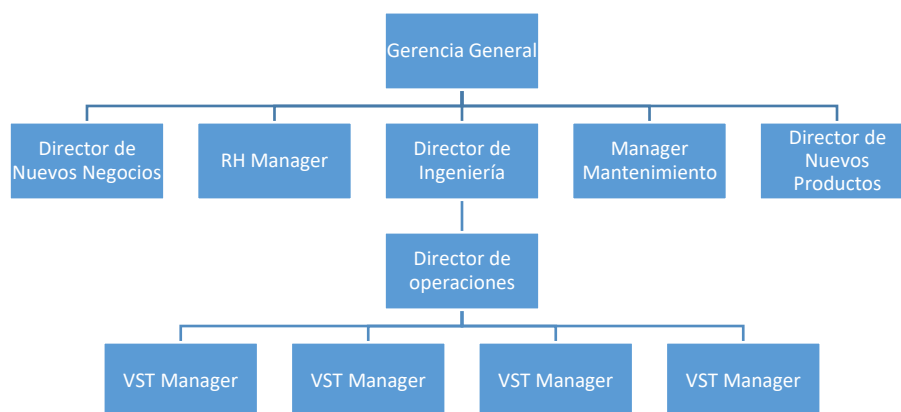 Gerencia General
Director de
Nuevos Negocios
RH Manager
Director de
Ingeniería
Manager
Mantenimiento
Director de
Nuevos
Productos
Director de
operaciones
VST Manager
VST Manager
VST Manager
VST Manager